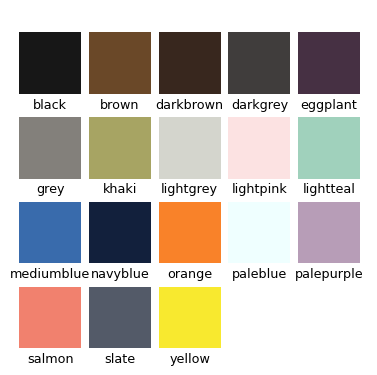 black brown darkbrown darkgrey eggplant
grey khaki lightgrey lightpink lightteal
mediumblue navyblue orange paleblue palepurple
salmon slate yellow